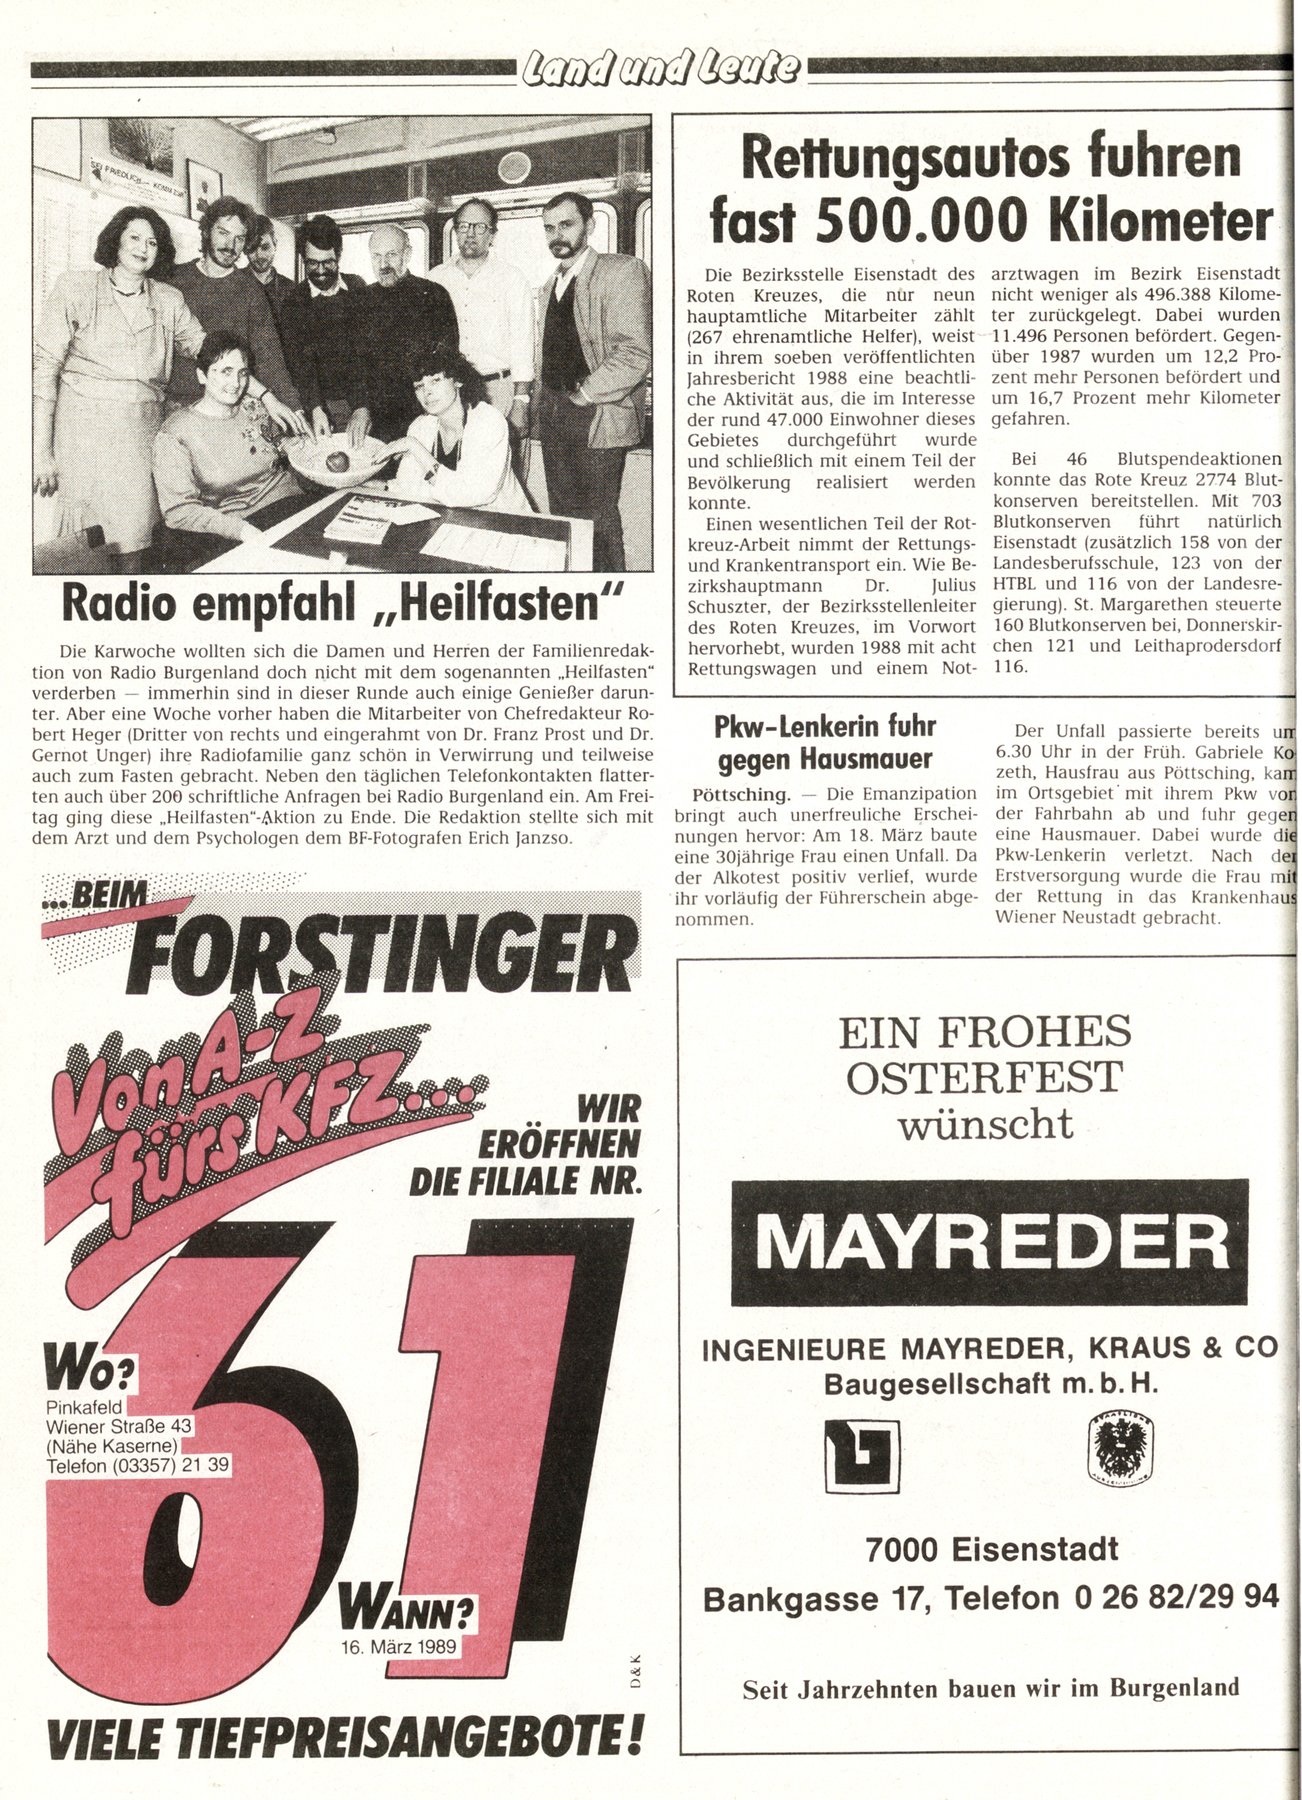 Land und Leute
SEI FRIEDLICH
Radio empfahl „Heilfasten“
Die Karwoche wollten sich die Damen und Herren der Familienredak-
tion von Radio Burgenland doch nicht mit dem sogenannten „Heilfasten“
verderben — immerhin sind in dieser Runde auch einige Genießer darun-
ter. Aber eine Woche vorher haben die Mitarbeiter von Chefredakteur Ro-
bert Heger (Dritter von rechts und eingerahmt von Dr. Franz Prost und Dr.
Gernot Unger) ihre Radiofamilie ganz schön in Verwirrung und teilweise
auch zum Fasten gebracht. Neben den täglichen Telefonkontakten flatter-
ten auch über 200 schriftliche Anfragen bei Radio Burgenland ein. Am Frei-
tag ging diese „Heilfasten“-Aktion zu Ende. Die Redaktion stellte sich mit
dem Arzt und dem Psychologen dem BF-Fotografen Erich Janzso.
Rettungsautos fuhren
fast 500.000 Kilometer
Die Bezirksstelle Eisenstadt des
Roten Kreuzes, die nur neun
hauptamtliche Mitarbeiter zählt
(267 ehrenamtliche Helfer), weist
in ihrem soeben veröffentlichten
Jahresbericht 1988 eine beachtli-
che Aktivität aus, die im Interesse
der rund 47.000 Einwohner dieses
Gebietes durchgeführt wurde
und schließlich mit einem Teil der
Bevölkerung realisiert werden
konnte.
Einen wesentlichen Teil der Rot-
kreuz-Arbeit nimmt der Rettungs-
und Krankentransport ein. Wie Be-
zirkshauptmann Dr. Julius
Schuszter, der Bezirksstellenleiter
des Roten Kreuzes, im Vorwort
hervorhebt, wurden 1988 mit acht
Rettungswagen und einem Not-
arztwagen im Bezirk Eisenstadt
nicht weniger als 496.388 Kilome-
ter zurückgelegt. Dabei wurden
11.496 Personen befördert. Gegen-
über 1987 wurden um 12,2 Pro-
zent mehr Personen befördert und
um 16,7 Prozent mehr Kilometer
gefahren.
Bei 46 Blutspendeaktionen
konnte das Rote Kreuz 2774 Blut-
konserven bereitstellen. Mit 703
Blutkonserven führt natürlich
Eisenstadt (zusätzlich 158 von der
Landesberufsschule, 123 von der
HTBL und 116 von der Landesre-
gierung). St. Margarethen steuerte
160 Blutkonserven bei, Donnerskir-
chen 121 und Leithaprodersdorf
116.
Pkw-Lenkerin fuhr
gegen Hausmauer
Pöttsching. — Die Emanzipation
bringt auch unerfreuliche Erschei-
nungen hervor: Am 18. März baute
eine 30jährige Frau einen Unfall. Da
der Alkotest positiv verlief, wurde
ihr vorläufig der Führerschein abge-
nommen.
Der Unfall passierte bereits um
6.30 Uhr in der Früh. Gabriele Ko-
zeth, Hausfrau aus Pöttsching, kam
im Ortsgebiet mit ihrem Pkw von
der Fahrbahn ab und fuhr gegen
eine Hausmauer. Dabei wurde die
Pkw-Lenkerin verletzt. Nach der
Erstversorgung wurde die Frau mit
der Rettung in das Krankenhaus
Wiener Neustadt gebracht.
...BEIM
FORSTINGER
Von A-Z
fürs KFZ...
WIR
ERÖFFNEN
DIE FILIALE NR.
61
WO?
Pinkafeld
Wiener Straße 43
(Nähe Kaserne)
Telefon (03357) 21 39
WANN?
16. März 1989
D&K
VIELE TIEFPREISANGEBOTE!
EIN FROHES
OSTERFEST
wünscht
MAYREDER
INGENIEURE MAYREDER, KRAUS & CO
Baugesellschaft m. b. H.
STAATLICHE
AUSZEICHNUNG
7000 Eisenstadt
Bankgasse 17, Telefon 0 26 82/29 94
Seit Jahrzehnten bauen wir im Burgenland